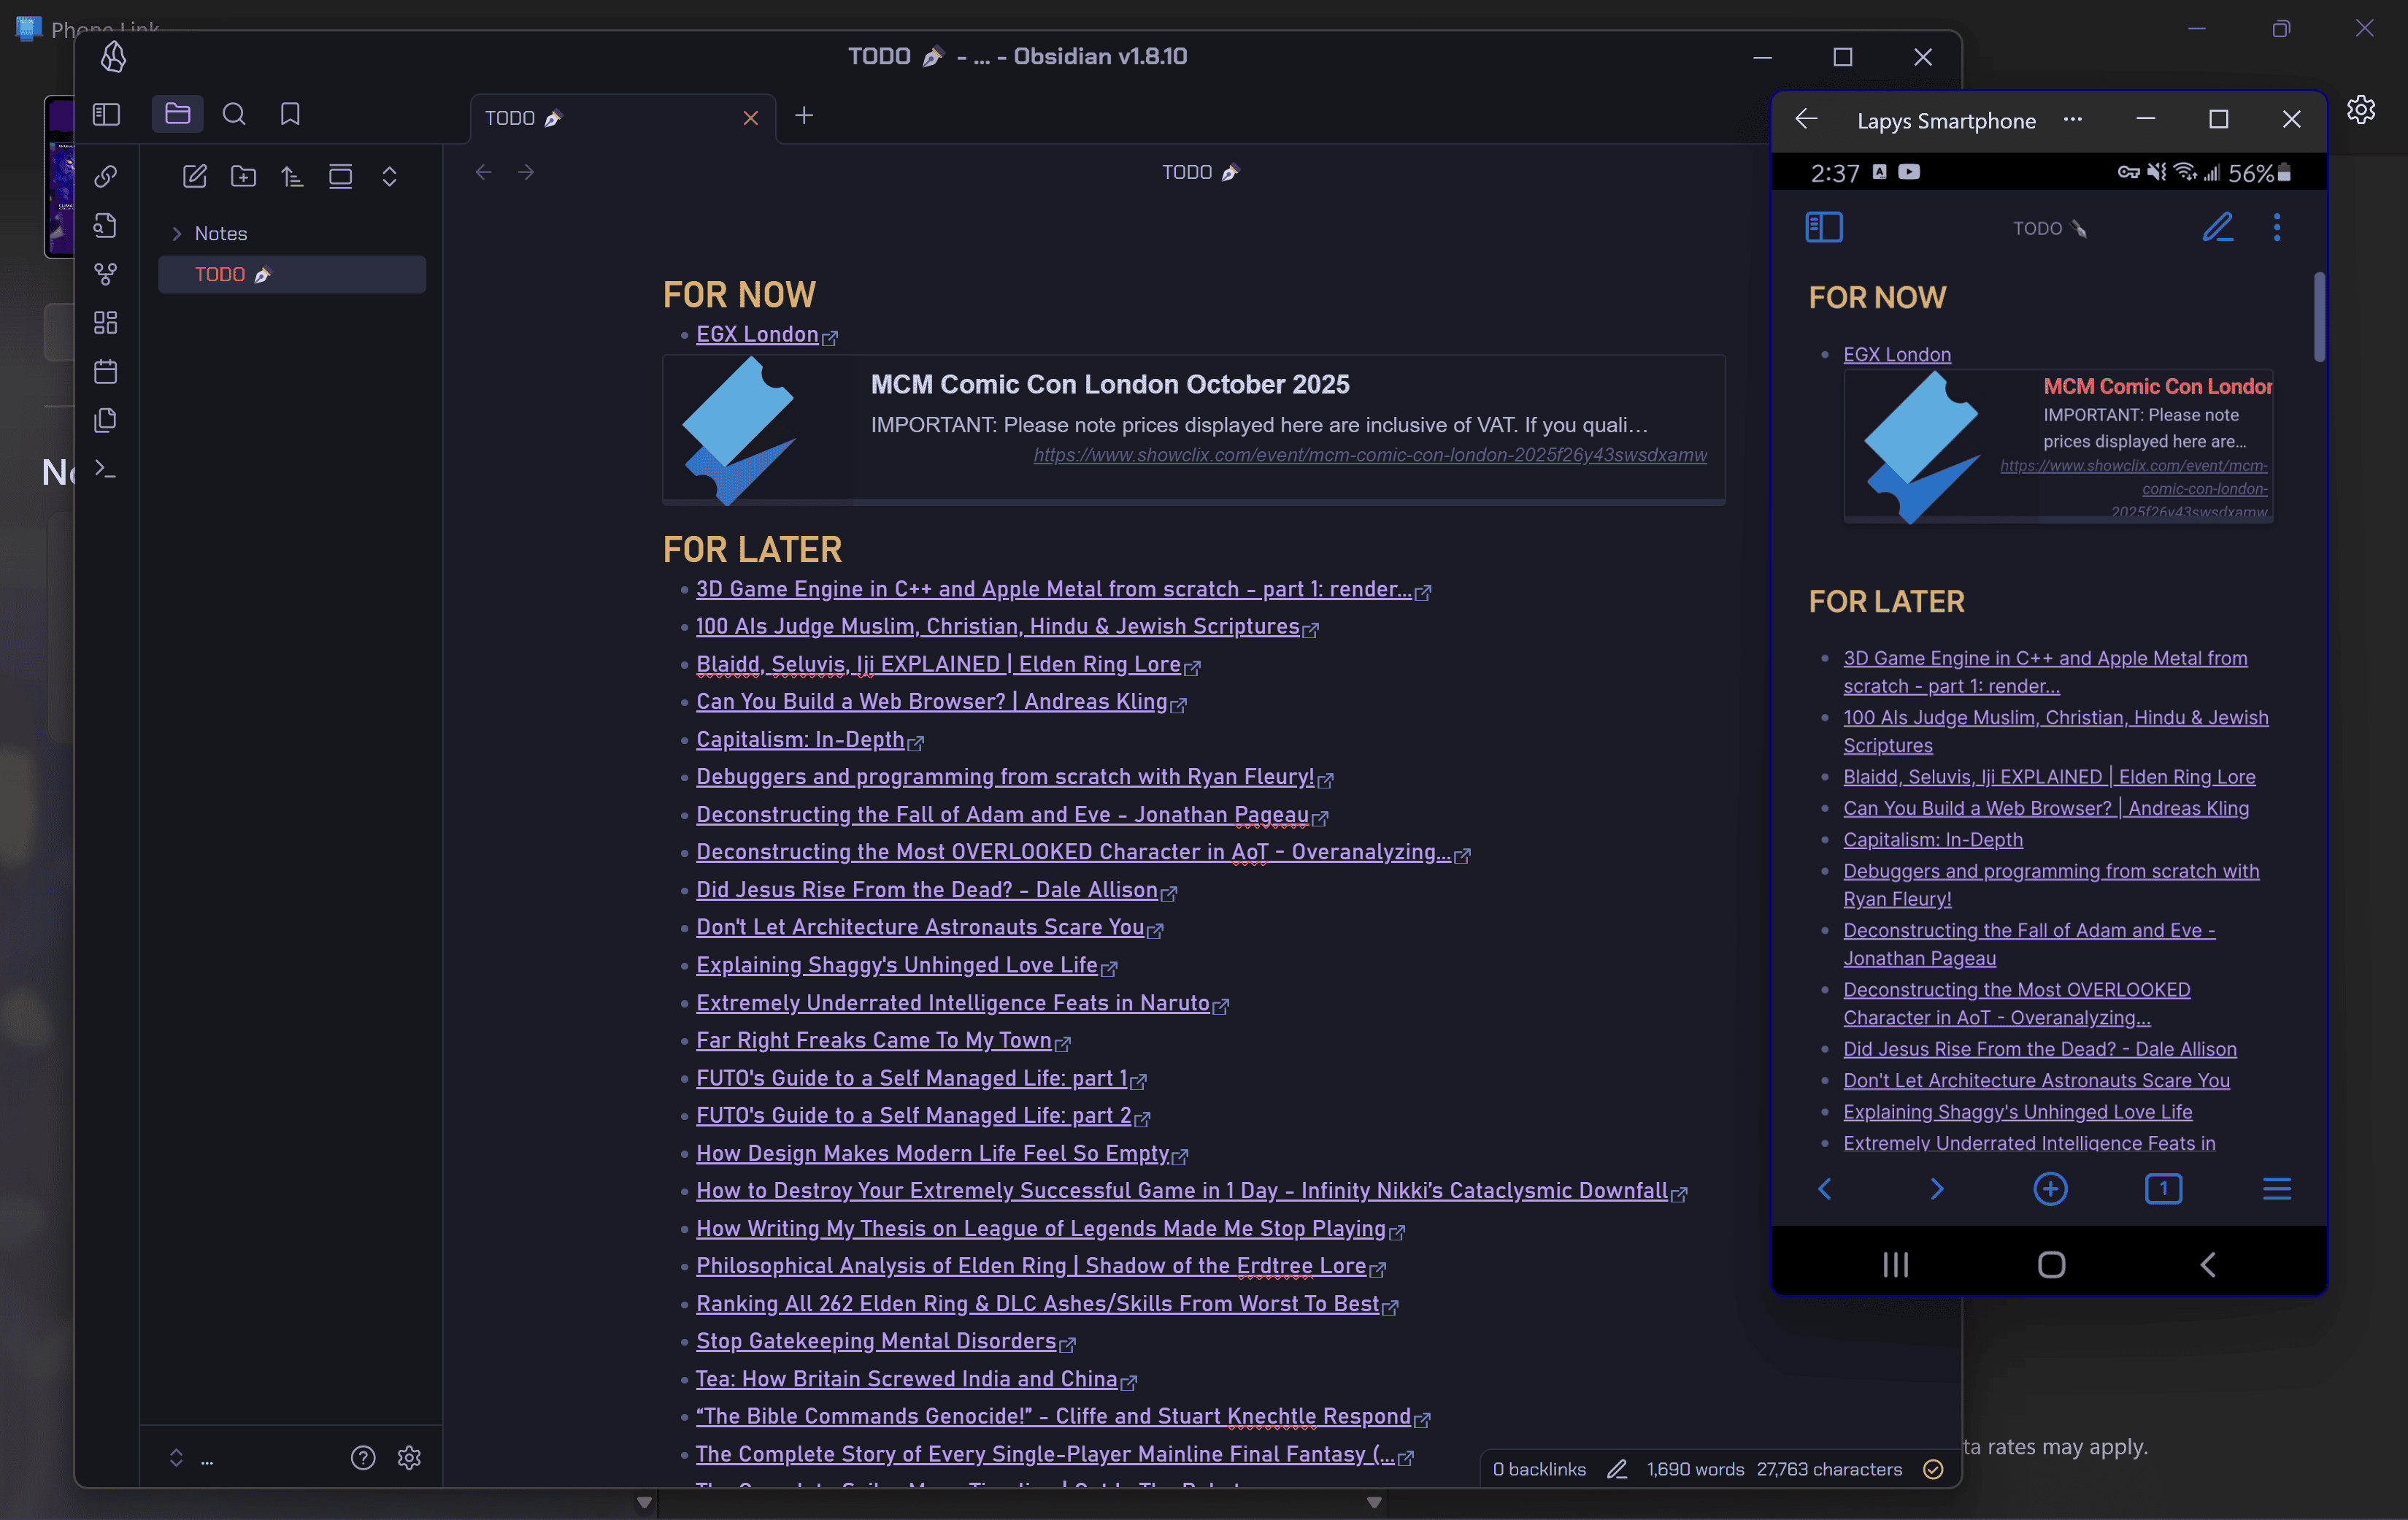 Phone Link
TODO - ... - Obsidian v1.8.10
TODO
TODO
Notes
TODO
FOR NOW
EGX London
MCM Comic Con London October 2025
IMPORTANT: Please note prices displayed here are inclusive of VAT. If you quali...
https://www.showclix.com/event/mcm-comic-con-london-2025f26y43swsdxamw
FOR LATER
3D Game Engine in C++ and Apple Metal from scratch - part 1: render...
100 AIs Judge Muslim, Christian, Hindu & Jewish Scriptures
Blaidd, Seluvis, Iji EXPLAINED | Elden Ring Lore
Can You Build a Web Browser? | Andreas Kling
Capitalism: In-Depth
Debuggers and programming from scratch with Ryan Fleury!
Deconstructing the Fall of Adam and Eve - Jonathan Pageau
Deconstructing the Most OVERLOOKED Character in AoT - Overanalyzing...
Did Jesus Rise From the Dead? - Dale Allison
Don't Let Architecture Astronauts Scare You
Explaining Shaggy's Unhinged Love Life
Extremely Underrated Intelligence Feats in Naruto
Far Right Freaks Came To My Town
FUTO's Guide to a Self Managed Life: part 1
FUTO's Guide to a Self Managed Life: part 2
How Design Makes Modern Life Feel So Empty
How to Destroy Your Extremely Successful Game in 1 Day - Infinity Nikki’s Cataclysmic Downfall
How Writing My Thesis on League of Legends Made Me Stop Playing
Philosophical Analysis of Elden Ring | Shadow of the Erdtree Lore
Ranking All 262 Elden Ring & DLC Ashes/Skills From Worst To Best
Stop Gatekeeping Mental Disorders
Tea: How Britain Screwed India and China
“The Bible Commands Genocide!” - Cliffe and Stuart Knechtle Respond
The Complete Story of Every Single-Player Mainline Final Fantasy (...
...
0 backlinks 1,690 words 27,763 characters
Lapys Smartphone
2:37 56%
TODO
FOR NOW
EGX London
MCM Comic Con London
IMPORTANT: Please note
prices displayed here are...
https://www.showclix.com/event/mcm-
comic-con-london-
2025f26y43swsdxamw
FOR LATER
3D Game Engine in C++ and Apple Metal from
scratch - part 1: render...
100 AIs Judge Muslim, Christian, Hindu & Jewish
Scriptures
Blaidd, Seluvis, Iji EXPLAINED | Elden Ring Lore
Can You Build a Web Browser? | Andreas Kling
Capitalism: In-Depth
Debuggers and programming from scratch with
Ryan Fleury!
Deconstructing the Fall of Adam and Eve -
Jonathan Pageau
Deconstructing the Most OVERLOOKED
Character in AoT - Overanalyzing...
Did Jesus Rise From the Dead? - Dale Allison
Don't Let Architecture Astronauts Scare You
Explaining Shaggy's Unhinged Love Life
Extremely Underrated Intelligence Feats in
1
ta rates may apply.